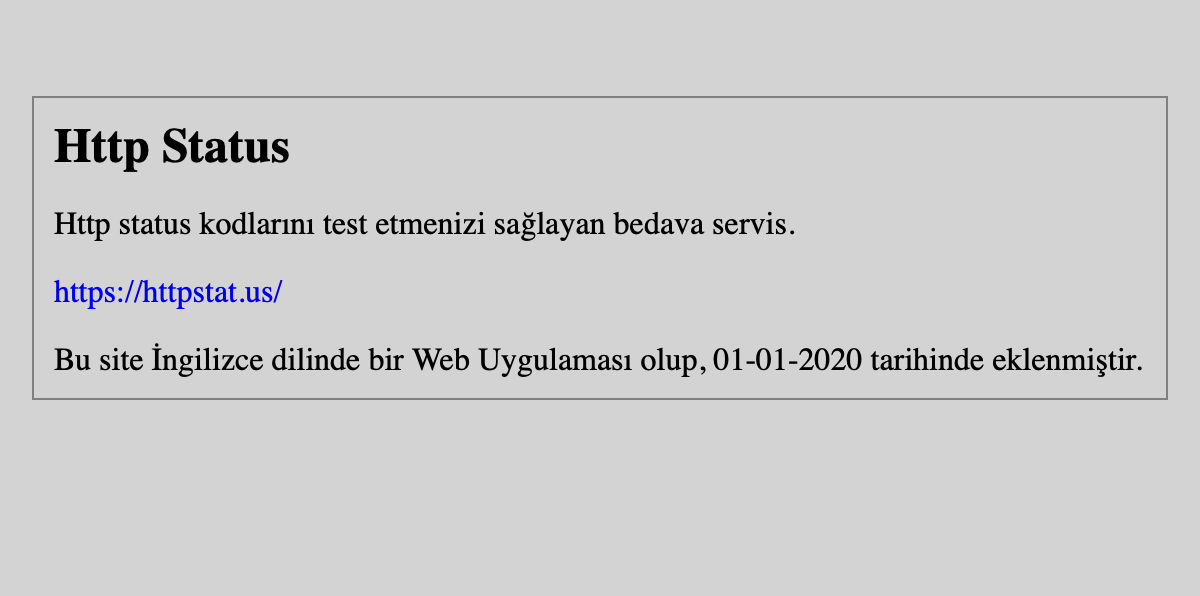 Http Status
Http status kodlarını test etmenizi sağlayan bedava servis.
https://httpstat.us/
Bu site İngilizce dilinde bir Web Uygulaması olup, 01-01-2020 tarihinde eklenmiştir.